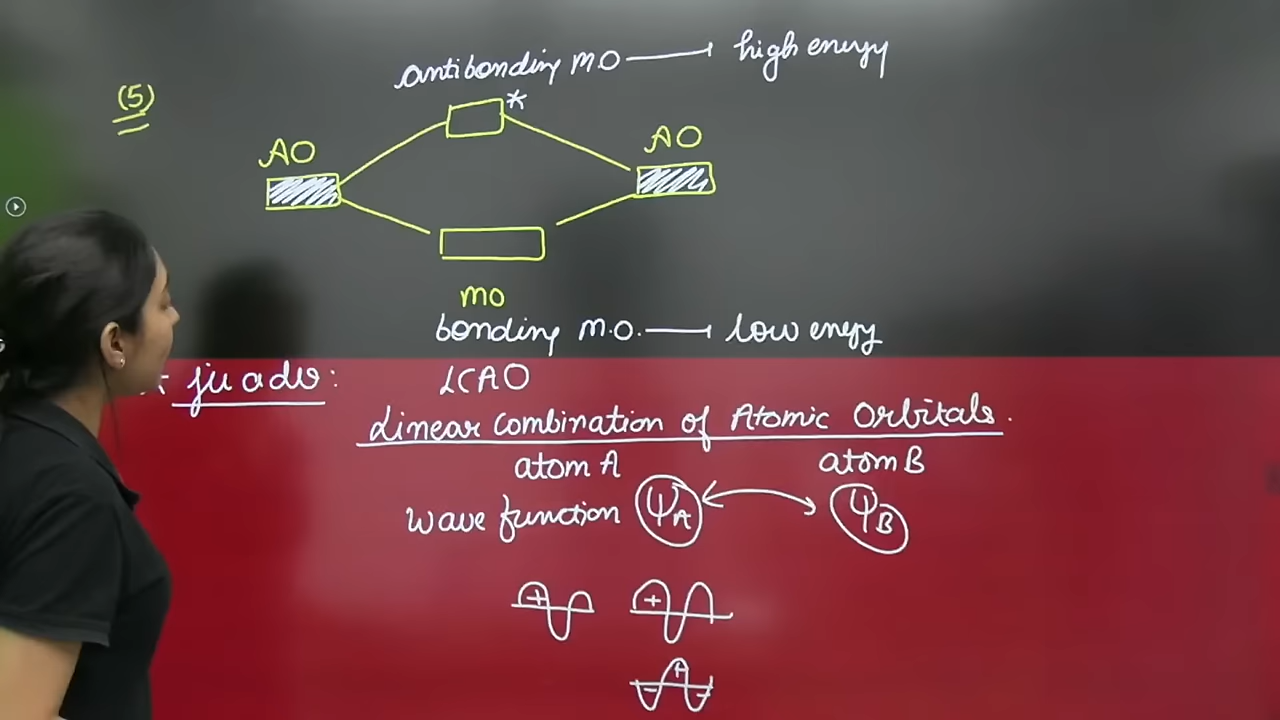 antibonding MO → high energy
(5)
*
AO
AO
MO
bonding M.O. → low energy
jugado:
LCAO
Linear Combination of Atomic Orbitals.
atom A atom B
Wave function ψA ↔ ψB
+ +
- + -